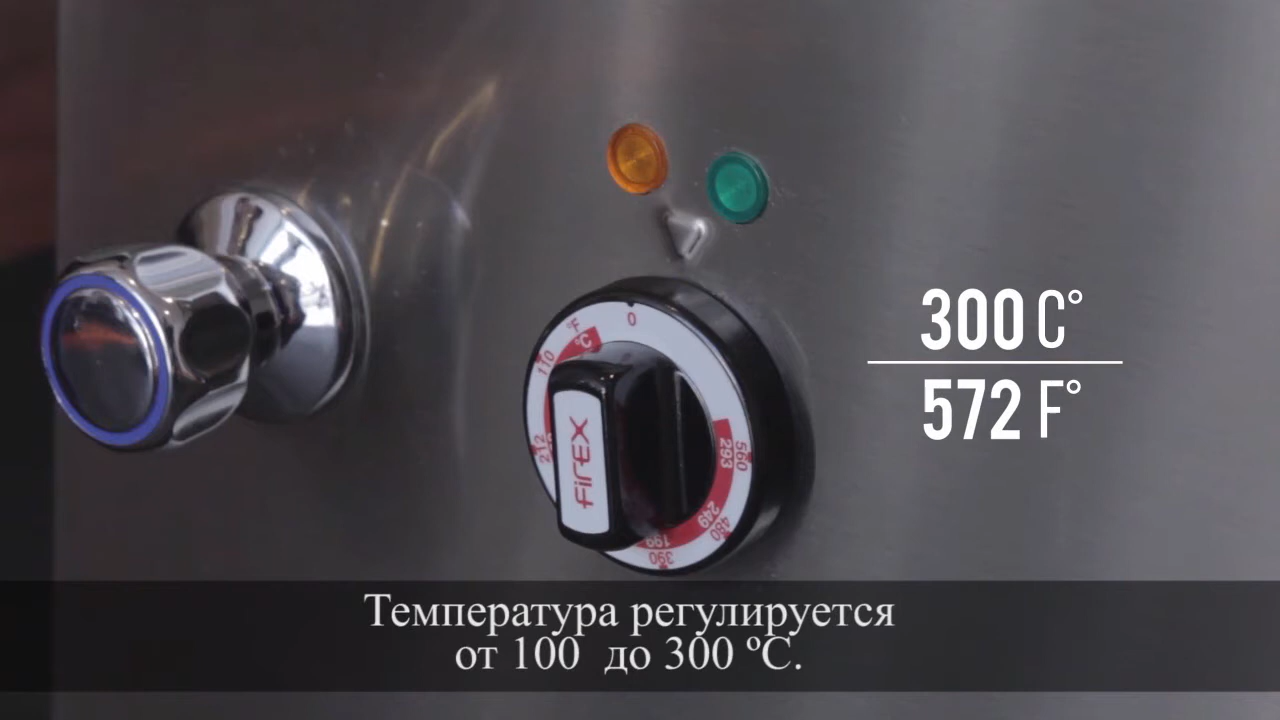 0
°F
°C
110
212
FIREX
300 C°
572 F°
560
293
249
480
199
390
Температура регулируется
от 100 до 300 ºC.